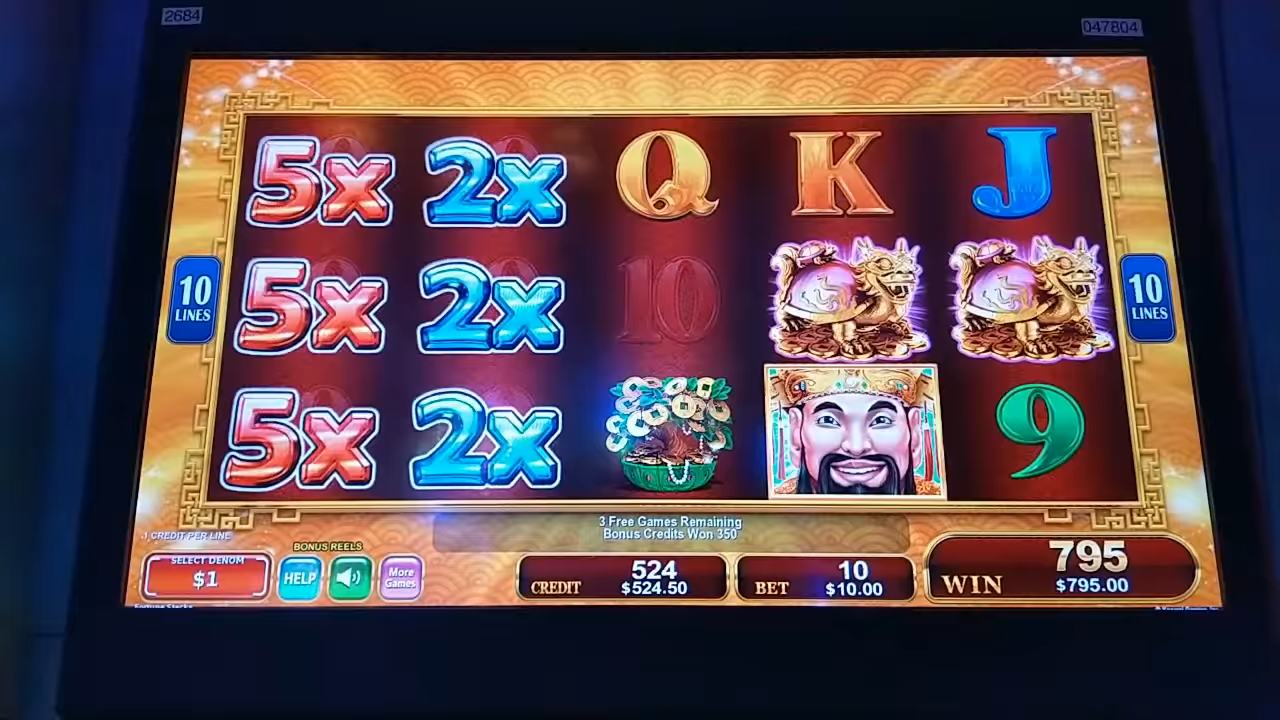 2684
047804
5x 2x Q K J
5x 2x 10
5x 2x 9
10
LINES
10
LINES
1 CREDIT PER LINE
3 Free Games Remaining
Bonus Credits Won 350
BONUS REELS
SELECT DENOM
$1
HELP
More
Games
CREDIT
524
$524.50
BET
10
$10.00
WIN
795
$795.00
Fortune Stacks